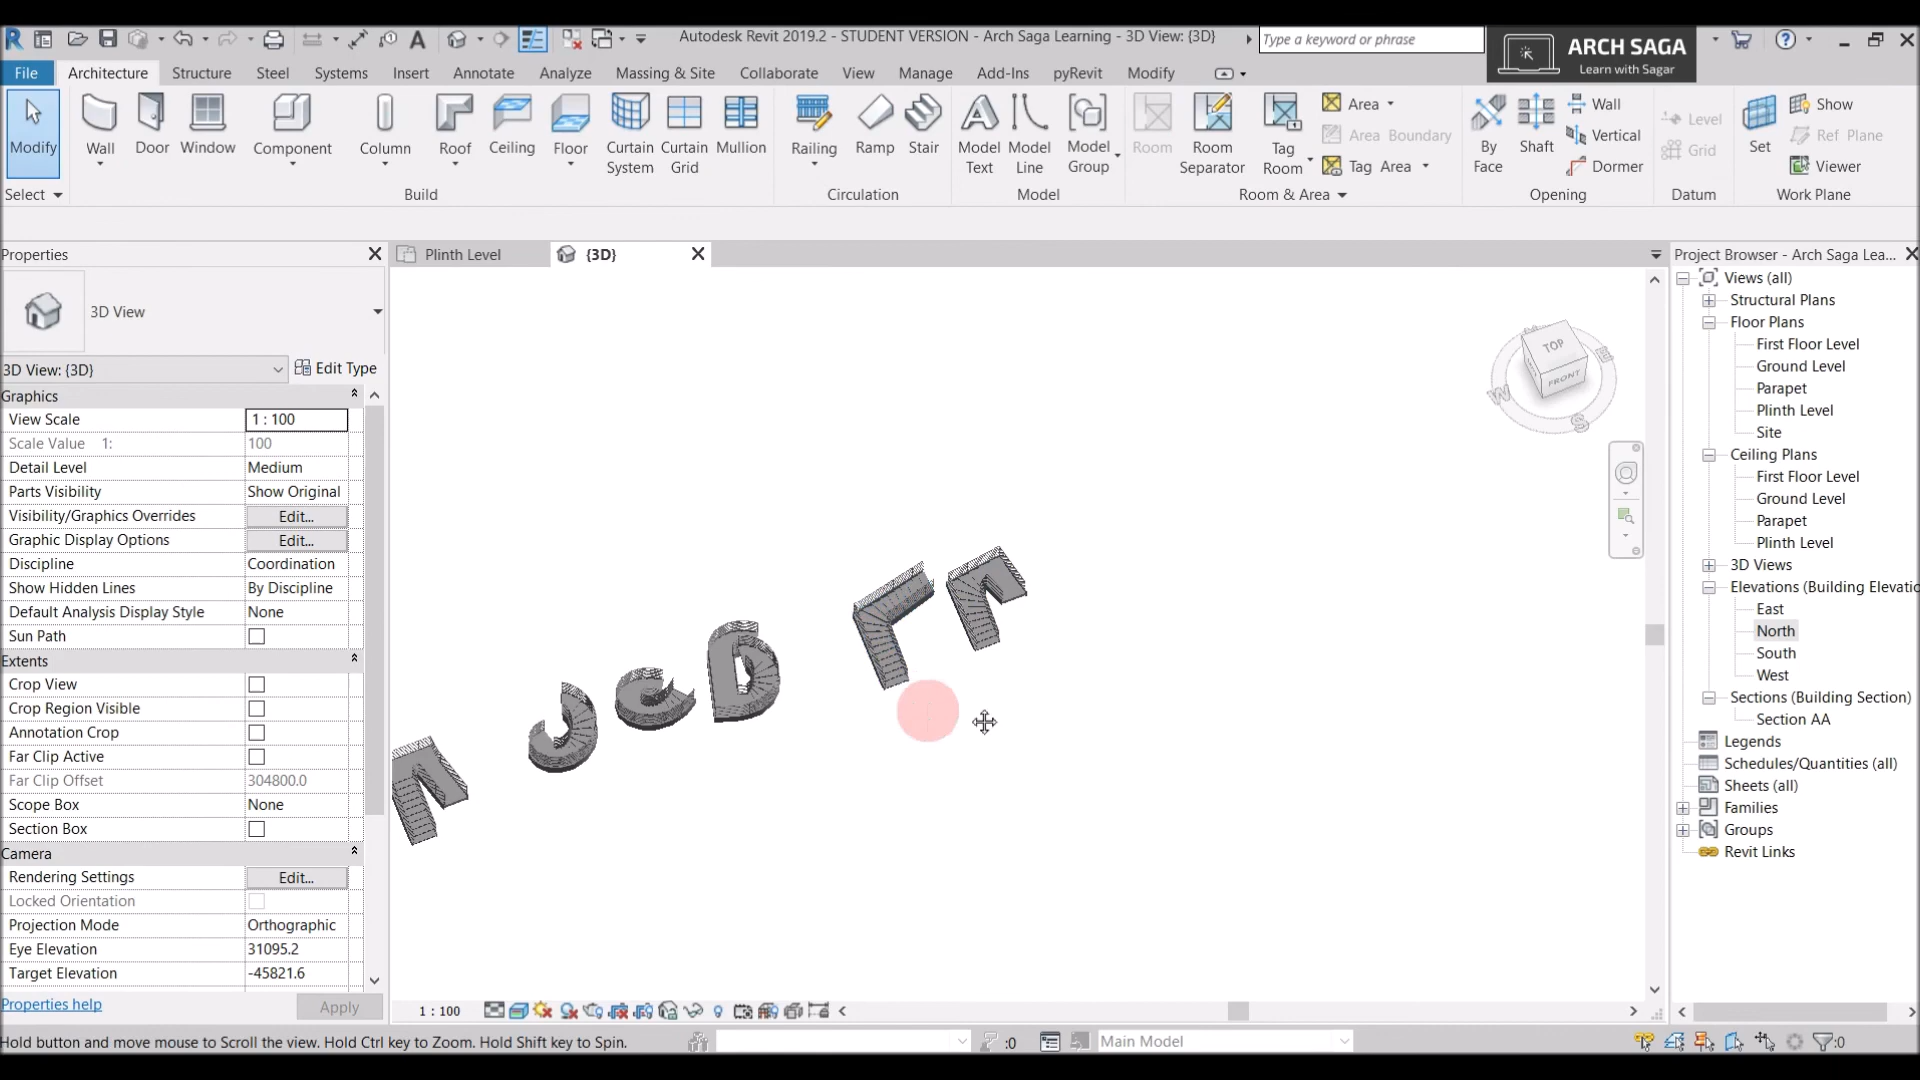 Autodesk Revit 2019.2 - STUDENT VERSION - Arch Saga Learning - 3D View: {3D}
Type a keyword or phrase
ARCH SAGA
Learn with Sagar
File Architecture Structure Steel Systems Insert Annotate Analyze Massing & Site Collaborate View Manage Add-Ins pyRevit Modify
Modify
Wall
Door
Window
Component
Column
Roof
Ceiling
Floor
Curtain System
Curtain Grid
Mullion
Railing
Ramp
Stair
Model Text
Model Line
Model Group
Room
Room Separator
Tag Room
Area
Area Boundary
Tag Area
By Face
Shaft
Wall
Vertical
Dormer
Level
Grid
Set
Show
Ref Plane
Viewer
Select Build Circulation Model Room & Area Opening Datum Work Plane
Properties
3D View
3D View: {3D} Edit Type
Graphics
View Scale 1 : 100
Scale Value 1: 100
Detail Level Medium
Parts Visibility Show Original
Visibility/Graphics Overrides Edit...
Graphic Display Options Edit...
Discipline Coordination
Show Hidden Lines By Discipline
Default Analysis Display Style None
Sun Path
Extents
Crop View
Crop Region Visible
Annotation Crop
Far Clip Active
Far Clip Offset 304800.0
Scope Box None
Section Box
Camera
Rendering Settings Edit...
Locked Orientation
Projection Mode Orthographic
Eye Elevation 31095.2
Target Elevation -45821.6
Properties help Apply
Plinth Level {3D}
TOP
FRONT
E
W
S
Project Browser - Arch Saga Lea...
Views (all)
Structural Plans
Floor Plans
First Floor Level
Ground Level
Parapet
Plinth Level
Site
Ceiling Plans
First Floor Level
Ground Level
Parapet
Plinth Level
3D Views
Elevations (Building Elevatio
East
North
South
West
Sections (Building Section)
Section AA
Legends
Schedules/Quantities (all)
Sheets (all)
Families
Groups
Revit Links
1 : 100
Hold button and move mouse to Scroll the view. Hold Ctrl key to Zoom. Hold Shift key to Spin.
:0
Main Model
:0